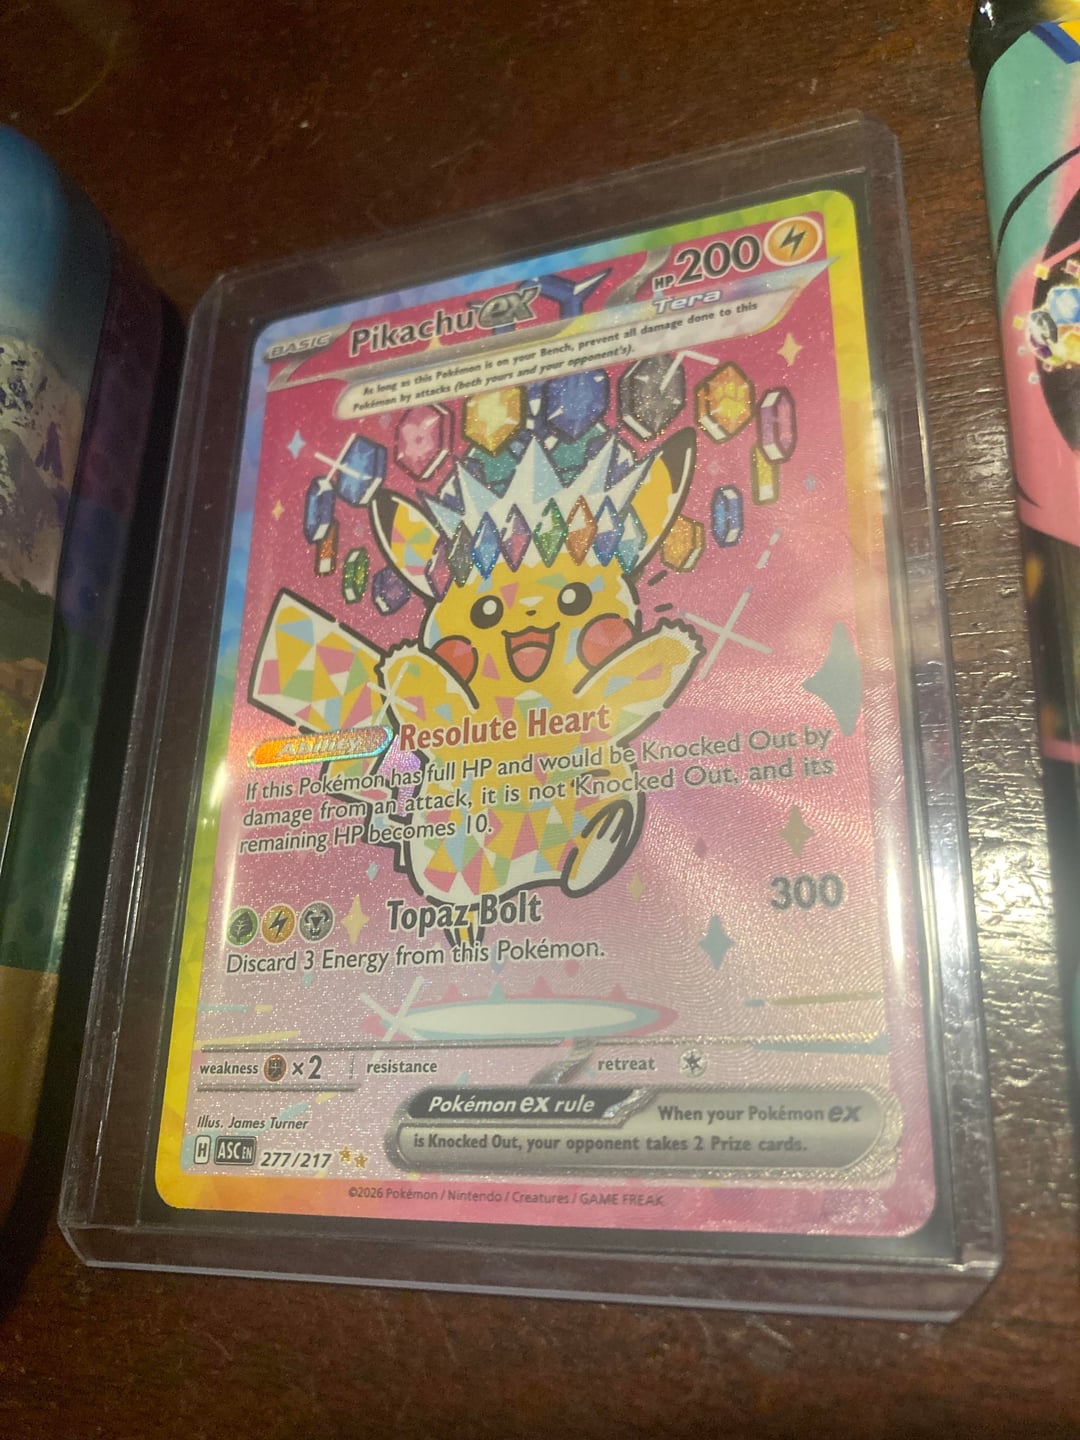 BASIC Pikachu ex HP 200
Tera
As long as this Pokémon is on your Bench, prevent all damage done to this
Pokémon by attacks (both yours and your opponent's).
Ability Resolute Heart
If this Pokémon has full HP and would be Knocked Out by
damage from an attack, it is not Knocked Out, and its
remaining HP becomes 10.
Topaz Bolt 300
Discard 3 Energy from this Pokémon.
weakness ×2 resistance retreat
Pokémon ex rule When your Pokémon ex
is Knocked Out, your opponent takes 2 Prize cards.
Illus. James Turner
H ASC EN 277/217
©2026 Pokémon / Nintendo / Creatures / GAME FREAK